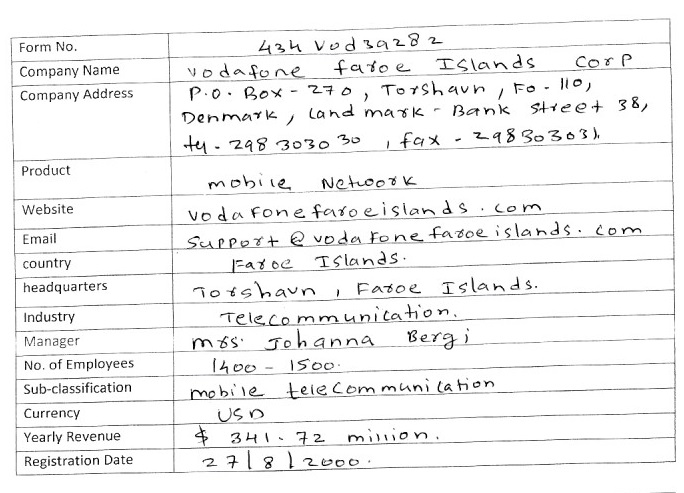 Form No. 434 Vod39282
Company Name vodafone faroe Islands Corp
Company Address P.O. Box - 270, Torshavn, Fo - 110,
Denmark, Land mark - Bank Street 38,
ty - 298 3030 30, fax - 298303031.
Product mobile Network
Website vodafonefaroeislands.com
Email Support@vodafonefaroeislands.com
country Faroe Islands.
headquarters Torshavn, Faroe Islands.
Industry Telecommunication.
Manager mrs. Johanna Bergi
No. of Employees 1400 - 1500.
Sub-classification mobile telecommunication
Currency USD
Yearly Revenue $ 341.72 million.
Registration Date 27/8/2000.